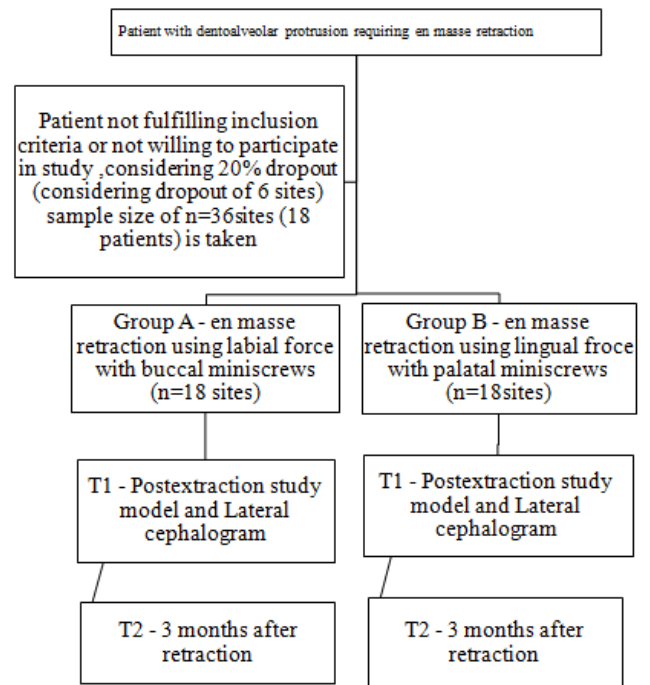 Patient with dentoalveolar protrusion requiring en masse retraction
Patient not fulfilling inclusion
criteria or not willing to participate
in study ,considering 20% dropout
(considering dropout of 6 sites)
sample size of n=36sites (18
patients) is taken
Group A - en masse
retraction using labial force
with buccal miniscrews
(n=18 sites)
Group B - en masse
retraction using lingual froce
with palatal miniscrews
(n=18sites)
T1 - Postextraction study
model and Lateral
cephalogram
T1 - Postextraction study
model and Lateral
cephalogram
T2 - 3 months after
retraction
T2 - 3 months after
retraction